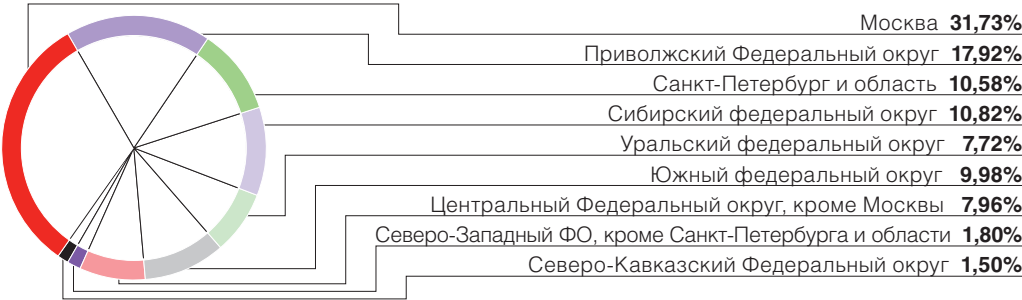 Москва 31,73%
Приволжский Федеральный округ 17,92%
Санкт-Петербург и область 10,58%
Сибирский федеральный округ 10,82%
Уральский федеральный округ 7,72%
Южный федеральный округ 9,98%
Центральный Федеральный округ, кроме Москвы 7,96%
Северо-Западный ФО, кроме Санкт-Петербурга и области 1,80%
Северо-Кавказский Федеральный округ 1,50%